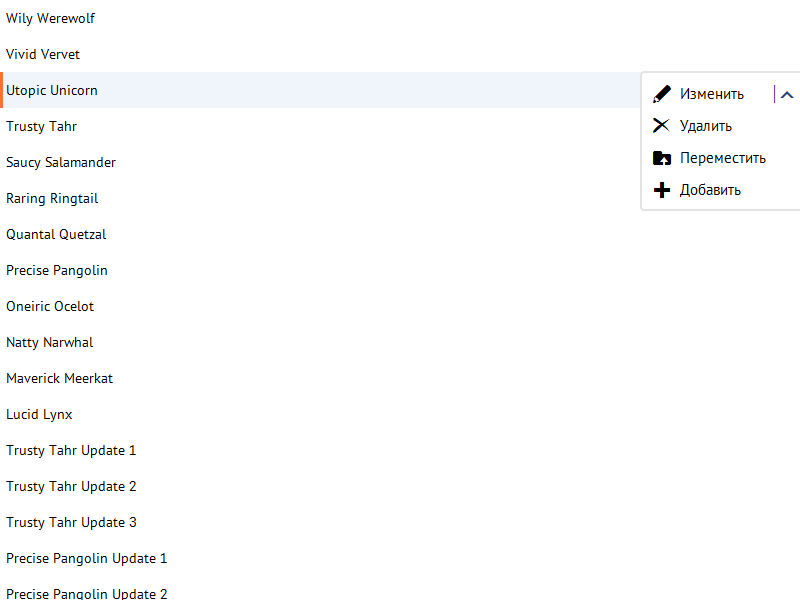 Wily Werewolf
Vivid Vervet
Utopic Unicorn
Изменить
Trusty Tahr
Удалить
Saucy Salamander
Переместить
Raring Ringtail
Добавить
Quantal Quetzal
Precise Pangolin
Oneiric Ocelot
Natty Narwhal
Maverick Meerkat
Lucid Lynx
Trusty Tahr Update 1
Trusty Tahr Update 2
Trusty Tahr Update 3
Precise Pangolin Update 1
Precise Pangolin Update 2